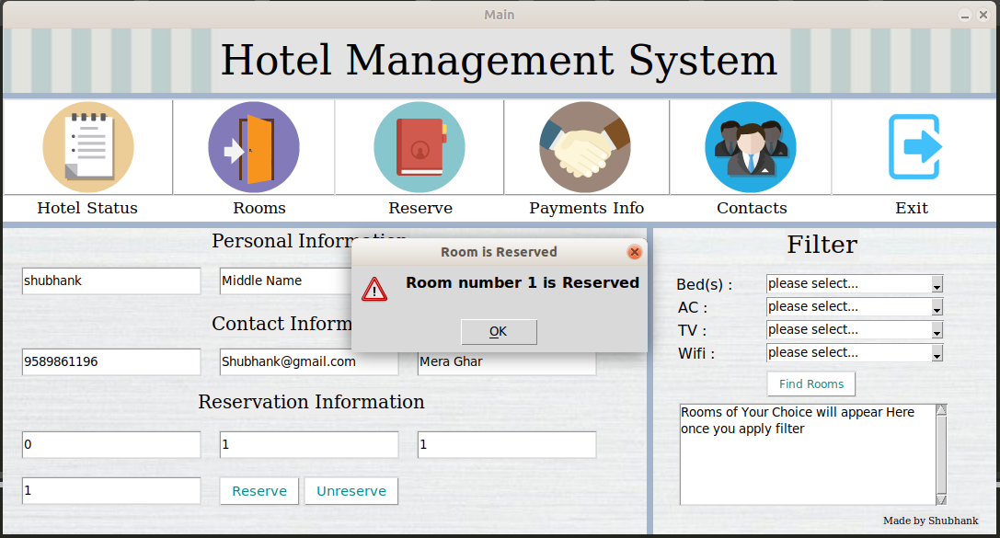 Main
Hotel Management System
Hotel Status
Rooms
Reserve
Payments Info
Contacts
Exit
Personal
shubhank
Middle Name
Contact
9589861196
Shubhank@gmail.com
Mera Ghar
Reservation Information
0
1
1
1
Reserve
Unreserve
Room is Reserved
Room number 1 is Reserved
OK
Filter
Bed(s) :
please select...
AC :
please select...
TV :
please select...
Wifi :
please select...
Find Rooms
Rooms of Your Choice will appear Here
once you apply filter
Made by Shubhank